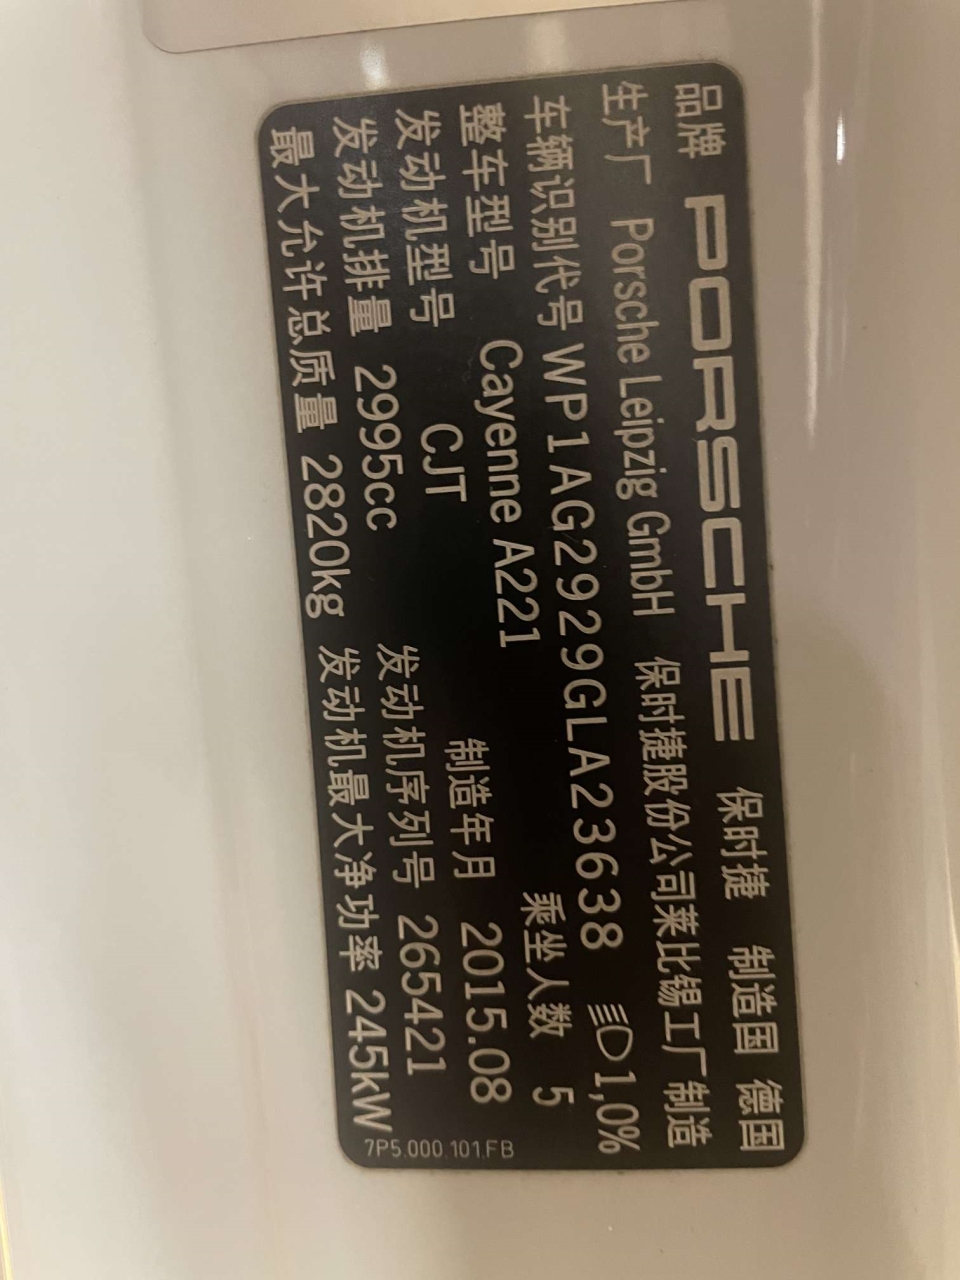 品牌 PORSCHE 保时捷 制造国 德国
生产厂 Porsche Leipzig GmbH 保时捷股份公司莱比锡工厂制造
车辆识别代号 WP1AG2929GLA23638 1,0%
整车型号 Cayenne A221 乘坐人数 5
发动机型号 CJT 制造年月 2015.08
发动机排量 2995cc 发动机序列号 265421
最大允许总质量 2820kg 发动机最大净功率 245kW
7P5.000.101.FB